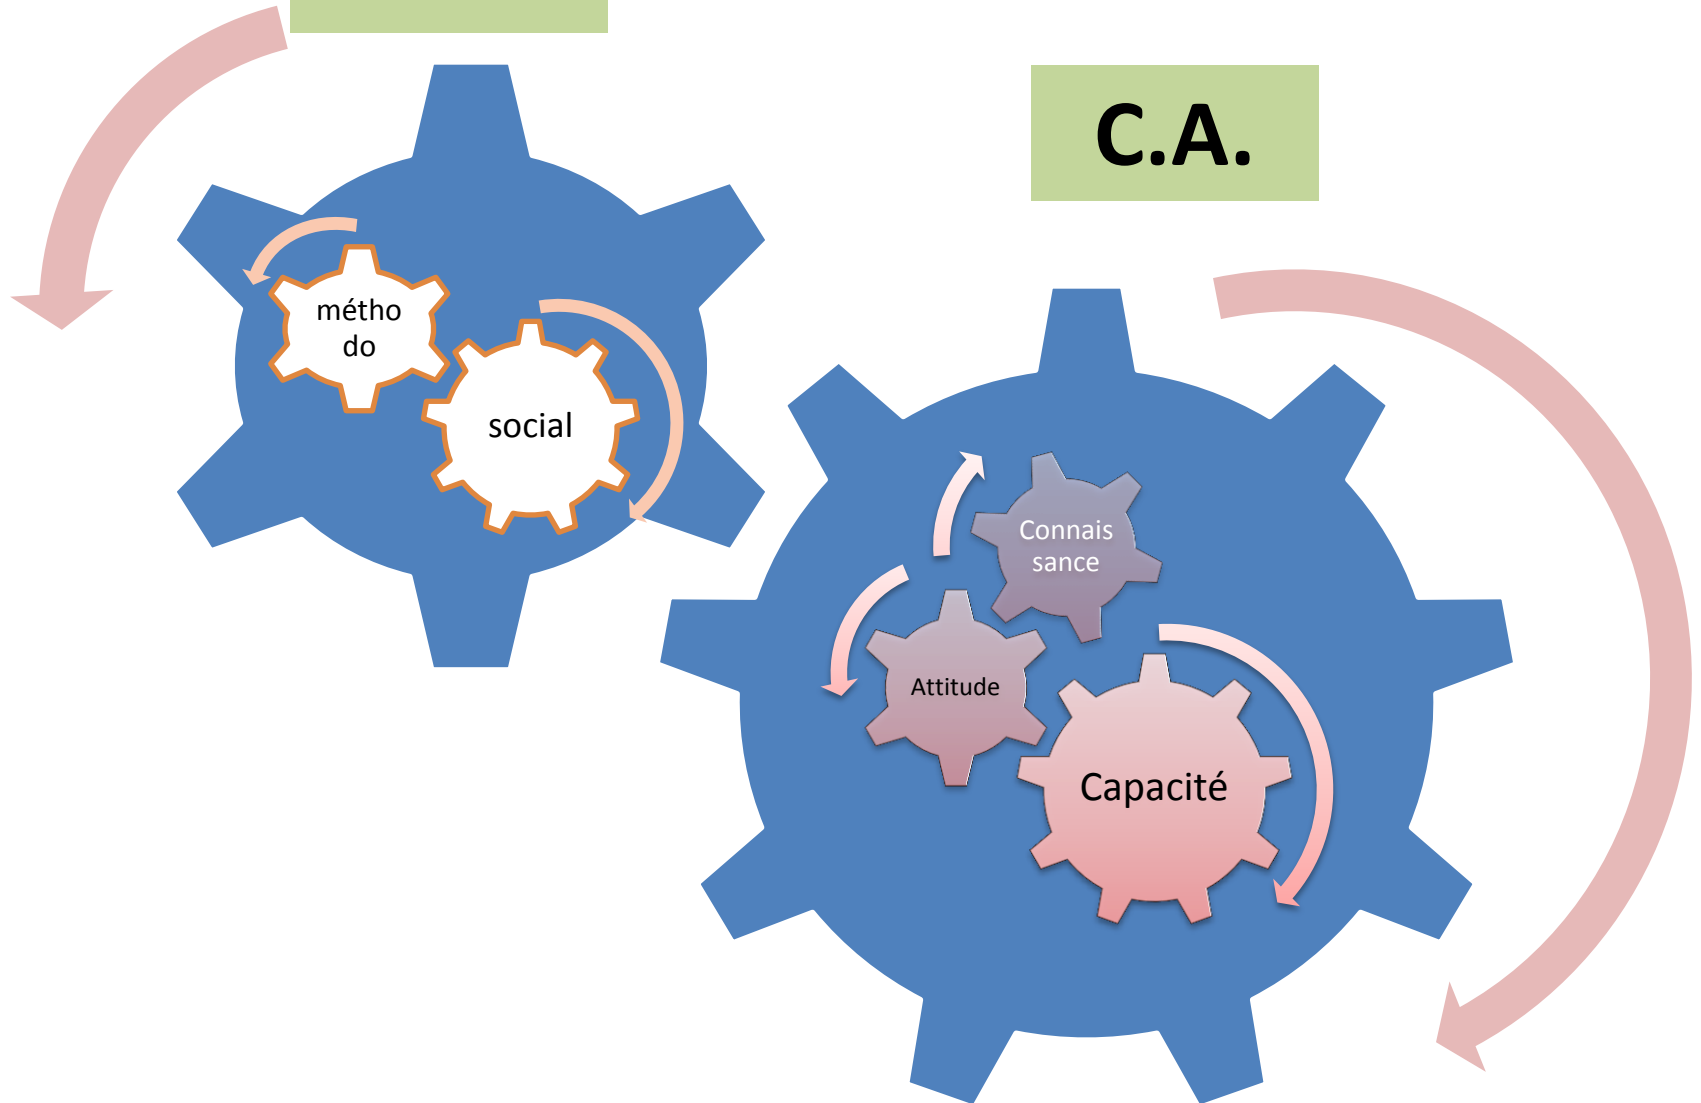 C.A.
métho
do
social
Connais
sance
Attitude
Capacité